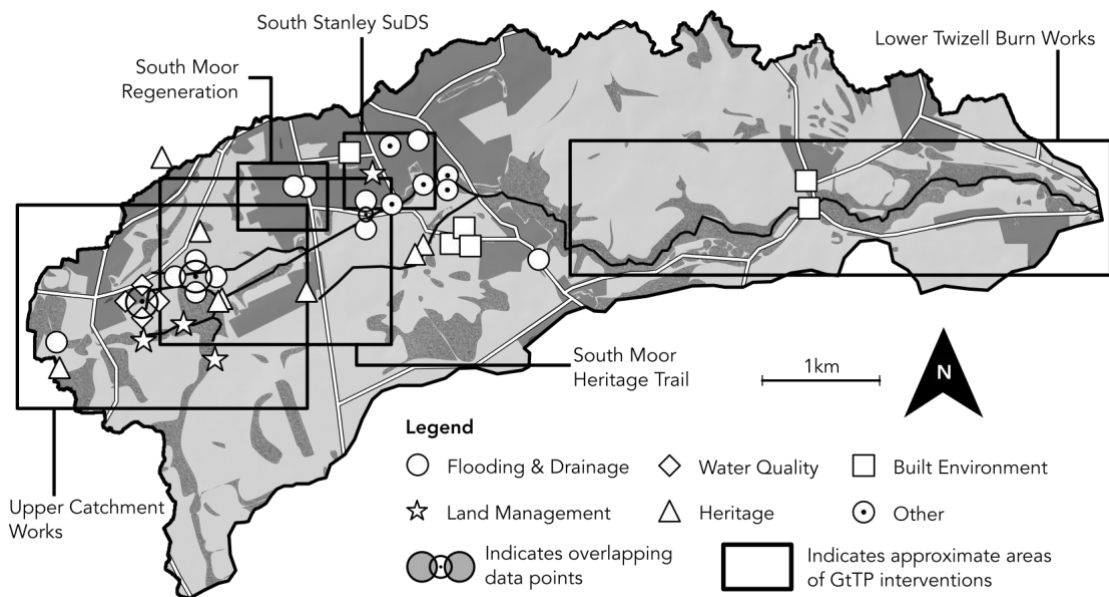 South Stanley SuDS
South Moor
Regeneration
Lower Twizell Burn Works
South Moor
Heritage Trail
1km
N
Upper Catchment
Works
Legend
Flooding & Drainage
Water Quality
Built Environment
Land Management
Heritage
Other
Indicates overlapping
data points
Indicates approximate areas
of GtTP interventions